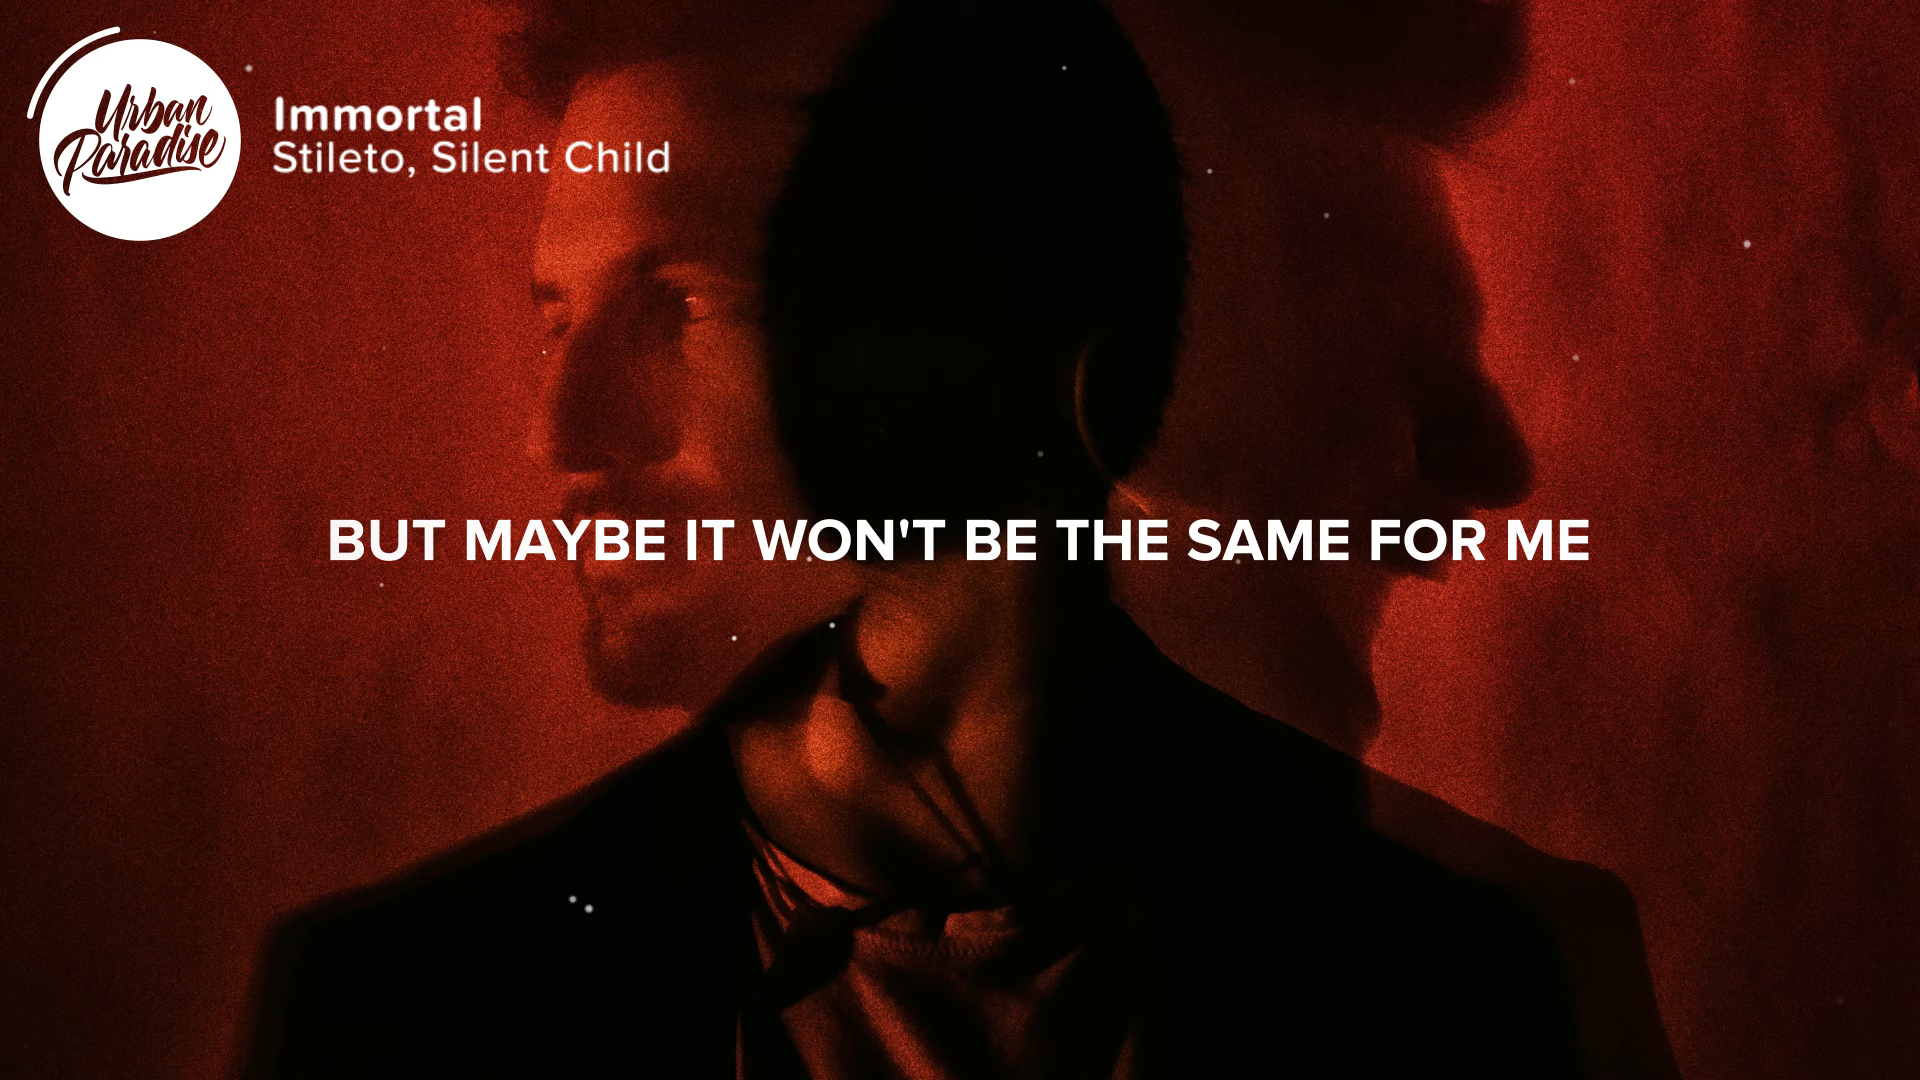 Urban
Paradise
Immortal
Stileto, Silent Child
BUT MAYBE IT WON'T BE THE SAME FOR ME